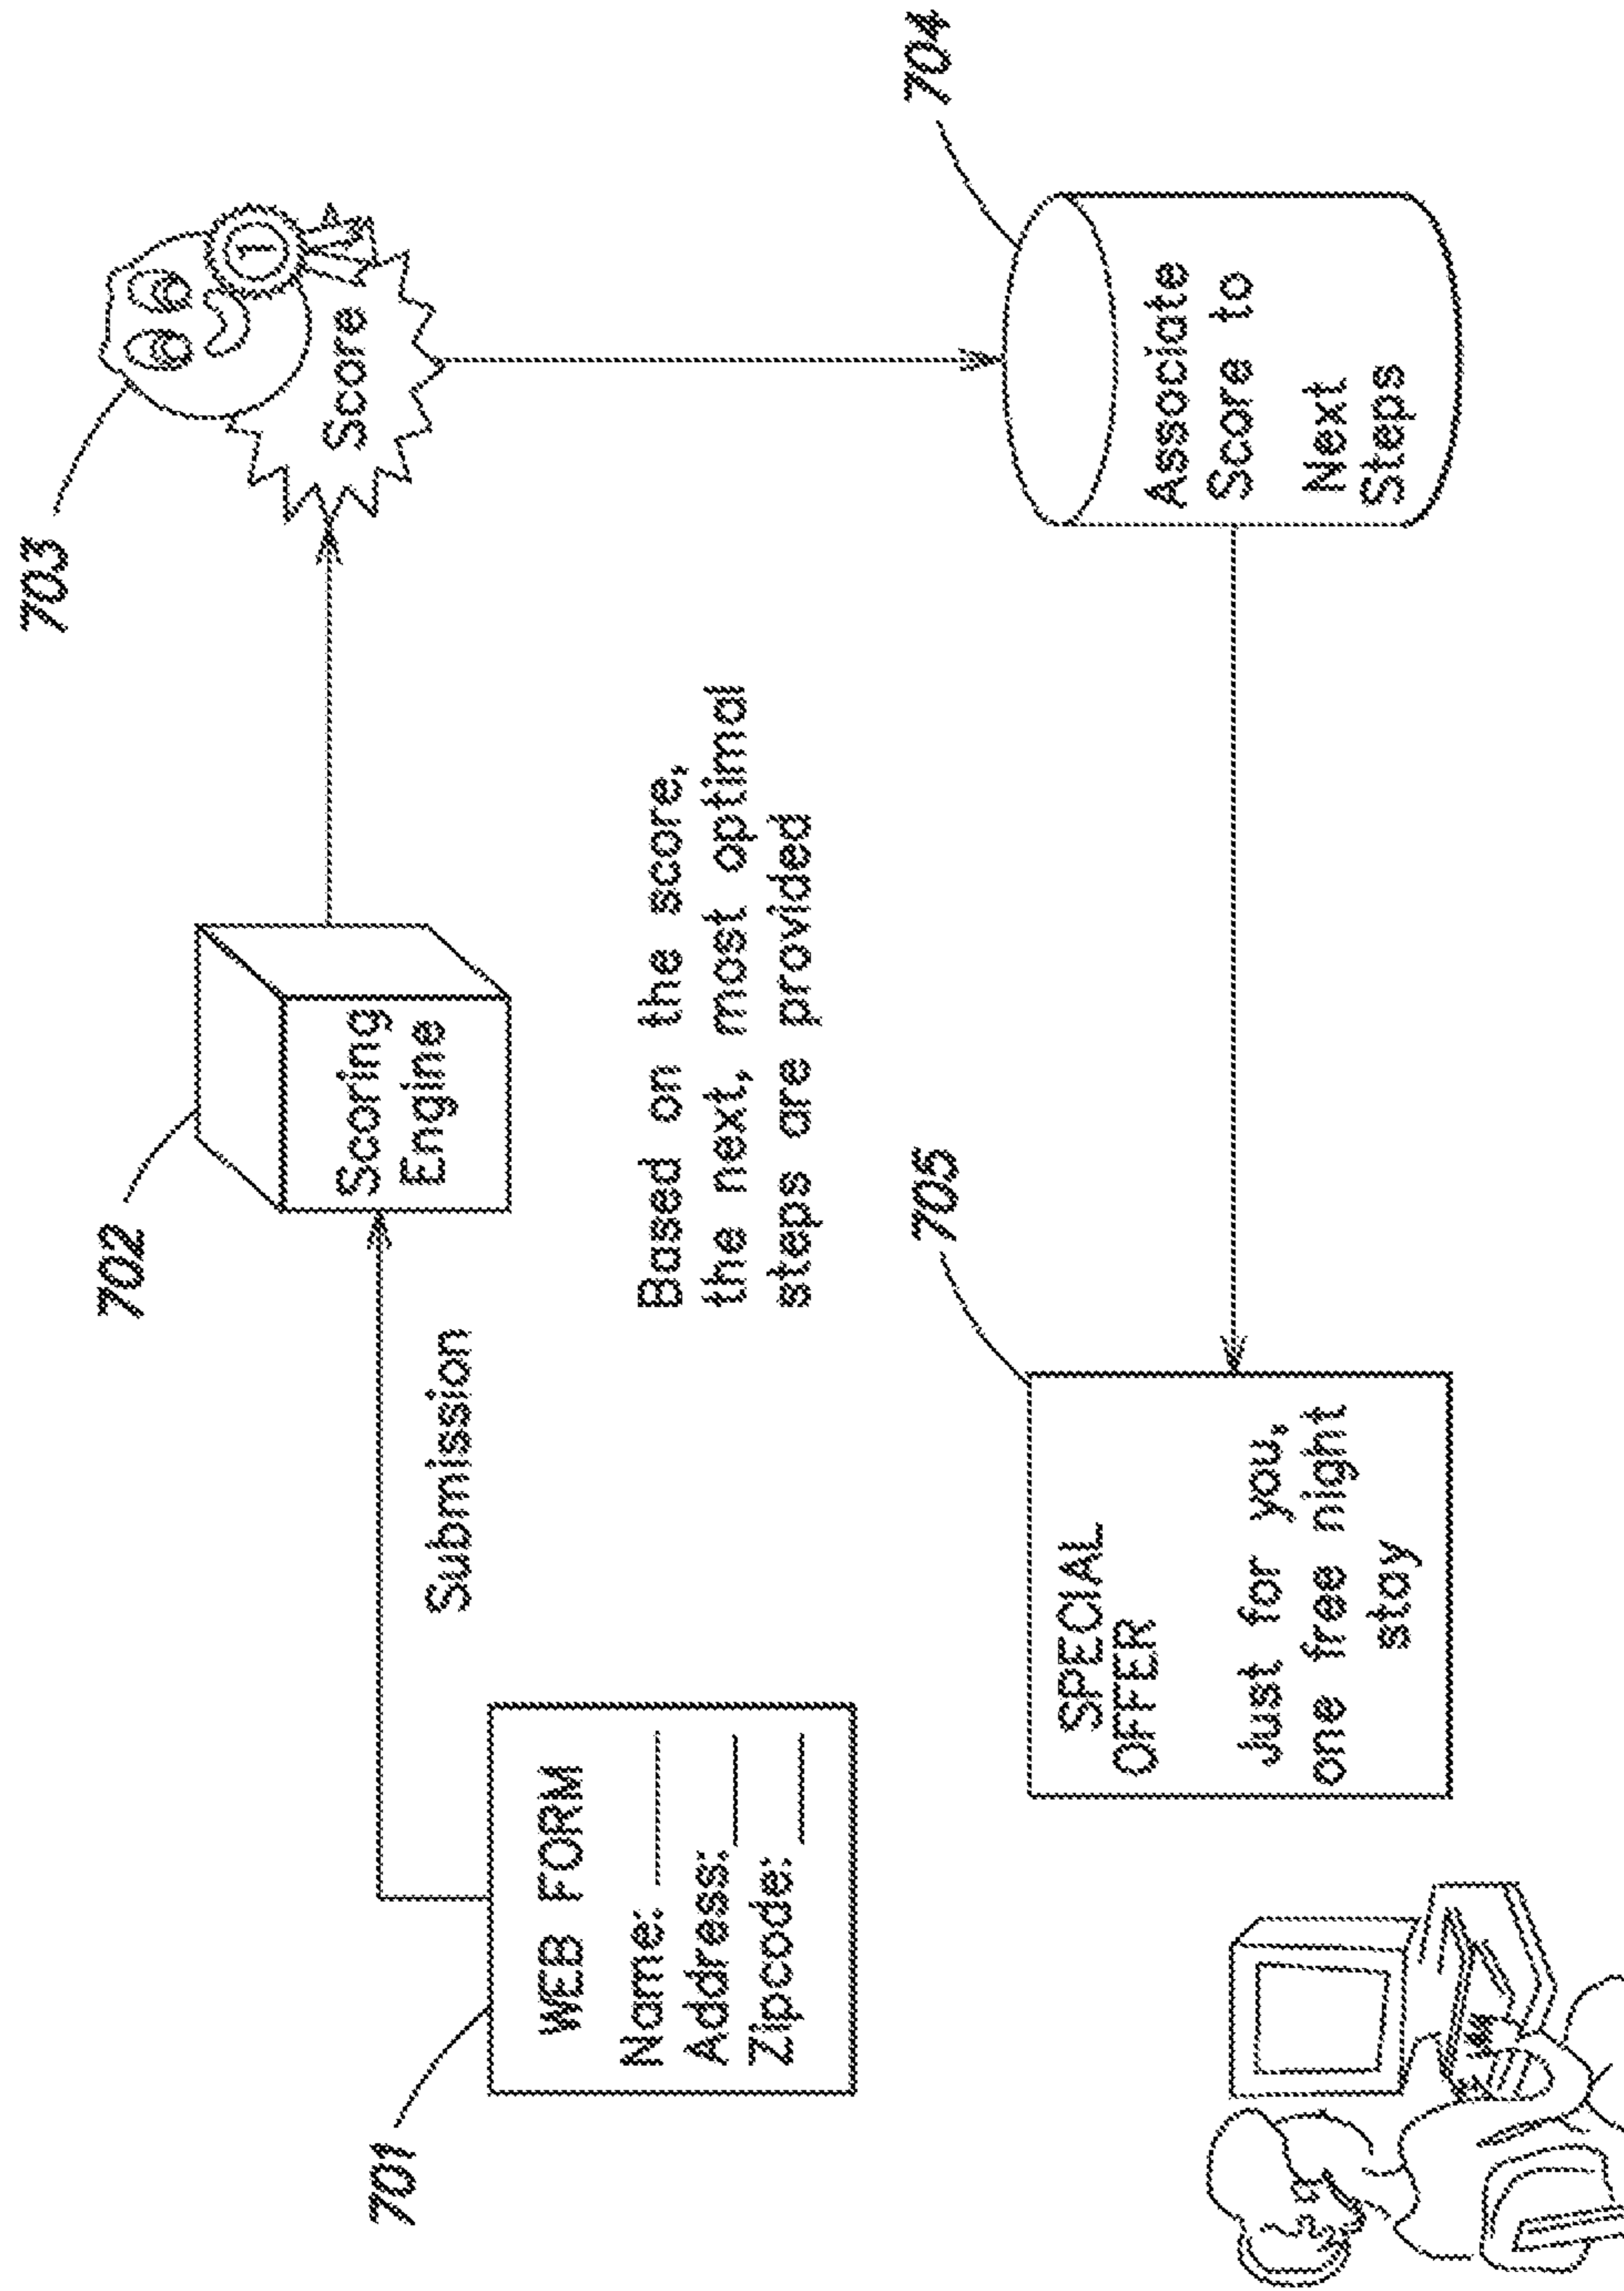 701
WEB FORM
Name:
Address:
Zipcode:
Submission
702
Scoring
Engine
703
1
Score
Based on the score,
the next, most optimal
steps are provided
704
Associate
Score to
Next
Steps
705
SPECIAL
OFFER
Just for you,
one free night
stay